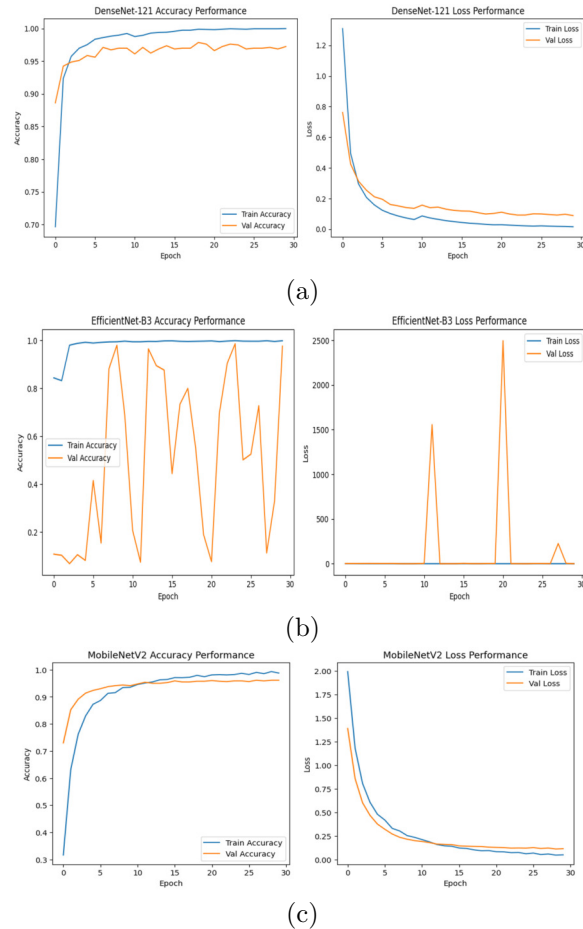 DenseNet-121 Accuracy Performance
1.00
0.95
0.90
0.85
0.80
0.75
0.70
Accuracy
Train Accuracy
Val Accuracy
0 5 10 15 20 25 30
Epoch
DenseNet-121 Loss Performance
1.2
1.0
0.8
0.6
0.4
0.2
0.0
Loss
Train Loss
Val Loss
0 5 10 15 20 25 30
Epoch
(a)
EfficientNet-B3 Accuracy Performance
1.0
0.8
0.6
0.4
0.2
Accuracy
Train Accuracy
Val Accuracy
0 5 10 15 20 25 30
Epoch
EfficientNet-B3 Loss Performance
2500
2000
1500
1000
500
0
Loss
Train Loss
Val Loss
0 5 10 15 20 25 30
Epoch
(b)
MobileNetV2 Accuracy Performance
1.0
0.9
0.8
0.7
0.6
0.5
0.4
0.3
Accuracy
Train Accuracy
Val Accuracy
0 5 10 15 20 25 30
Epoch
MobileNetV2 Loss Performance
2.00
1.75
1.50
1.25
1.00
0.75
0.50
0.25
0.00
Loss
Train Loss
Val Loss
0 5 10 15 20 25 30
Epoch
(c)